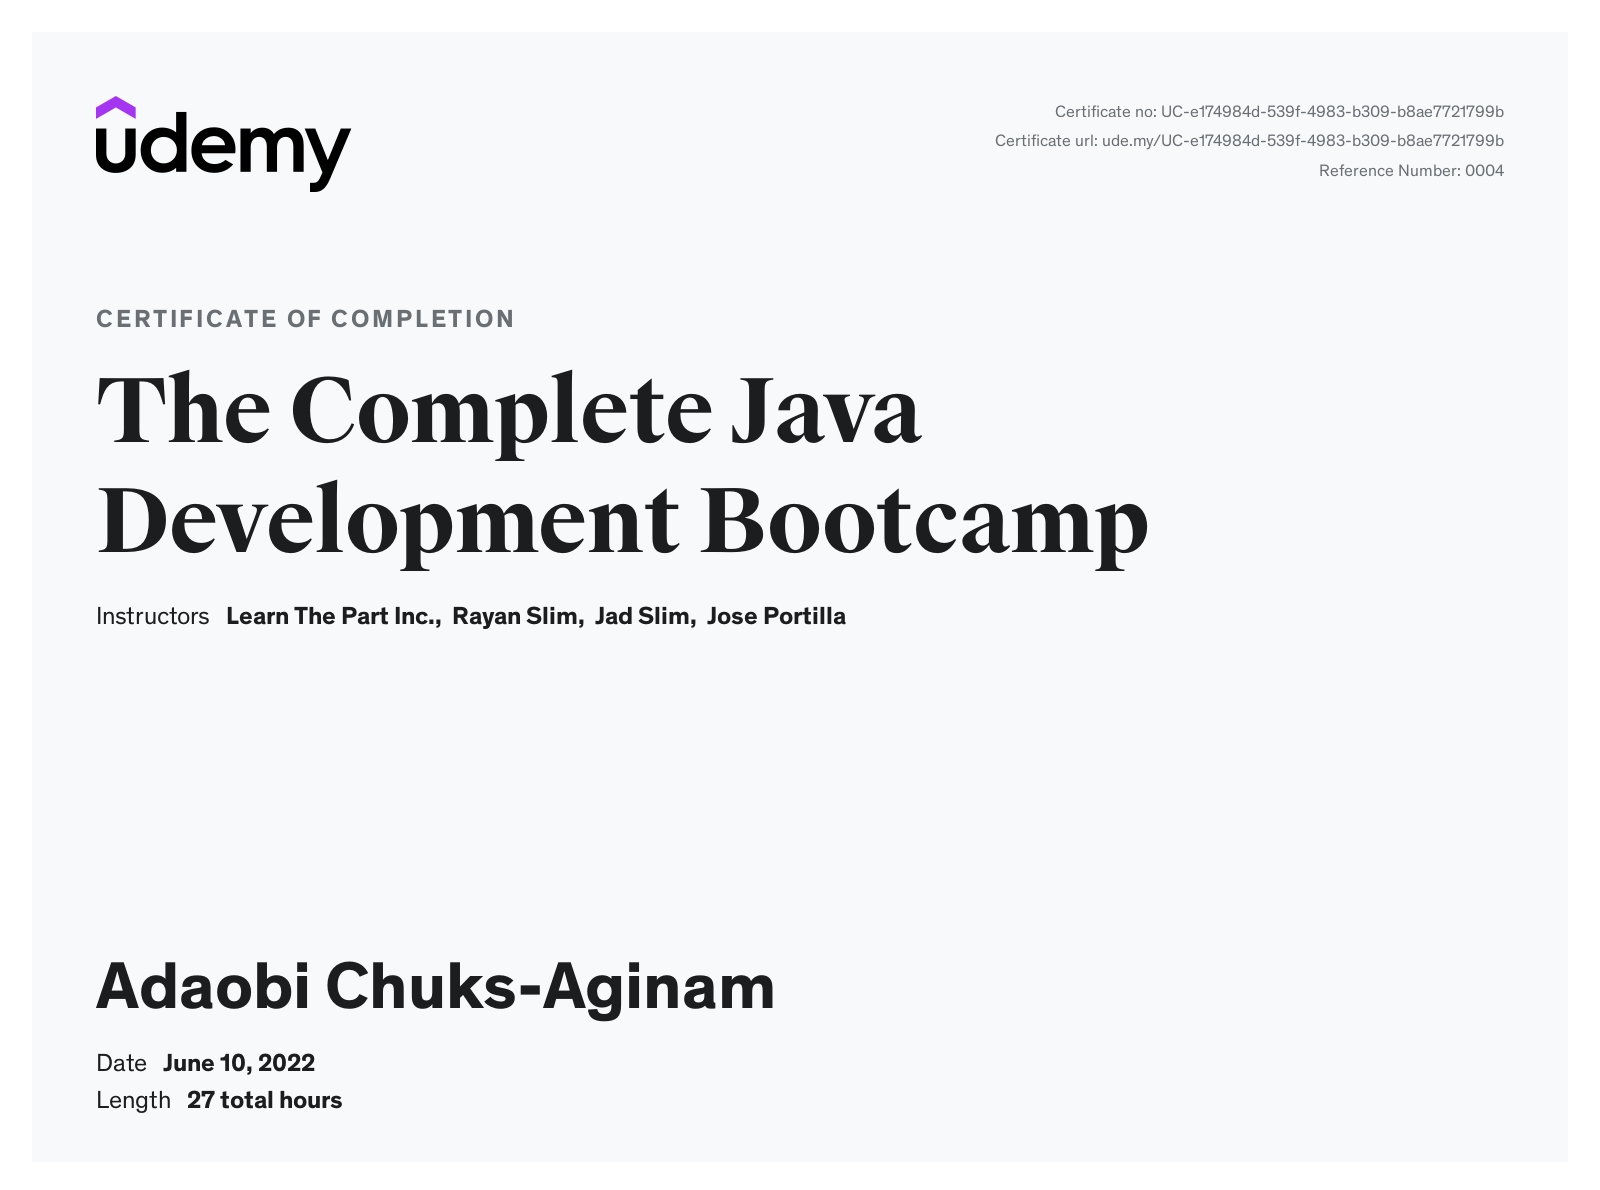 udemy
Certificate no: UC-e174984d-539f-4983-b309-b8ae7721799b
Certificate url: ude.my/UC-e174984d-539f-4983-b309-b8ae7721799b
Reference Number: 0004
CERTIFICATE OF COMPLETION
The Complete Java
Development Bootcamp
Instructors Learn The Part Inc., Rayan Slim, Jad Slim, Jose Portilla
Adaobi Chuks-Aginam
Date June 10, 2022
Length 27 total hours